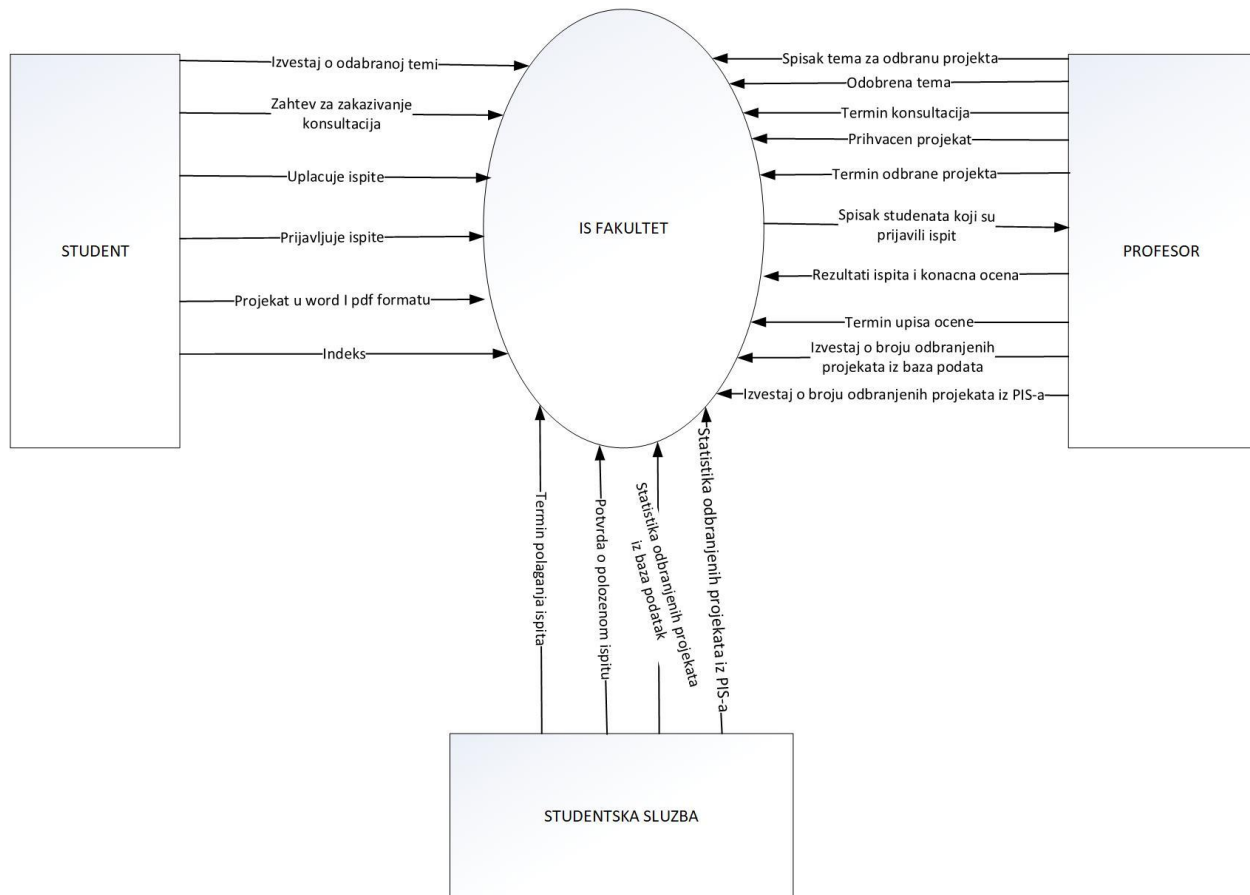 STUDENT
Izvestaj o odabranoj temi
Zahtev za zakazivanje
konsultacija
Uplacuje ispite
Prijavljuje ispite
Projekat u word I pdf formatu
Indeks
IS FAKULTET
Spisak tema za odbranu projekta
Odobrena tema
Termin konsultacija
Prihvacen projekat
Termin odbrane projekta
Spisak studenata koji su
prijavili ispit
Rezultati ispita i konacna ocena
Termin upisa ocene
Izvestaj o broju odbranjenih
projekata iz baza podata
Izvestaj o broju odbranjenih projekata iz PIS-a
PROFESOR
Termin polaganja ispita
Potvrda o polozenom ispitu
Statistika odbranjenih projekata
iz baza podatak
Statistika odbranjenih projekata iz PIS-a
STUDENTSKA SLUZBA